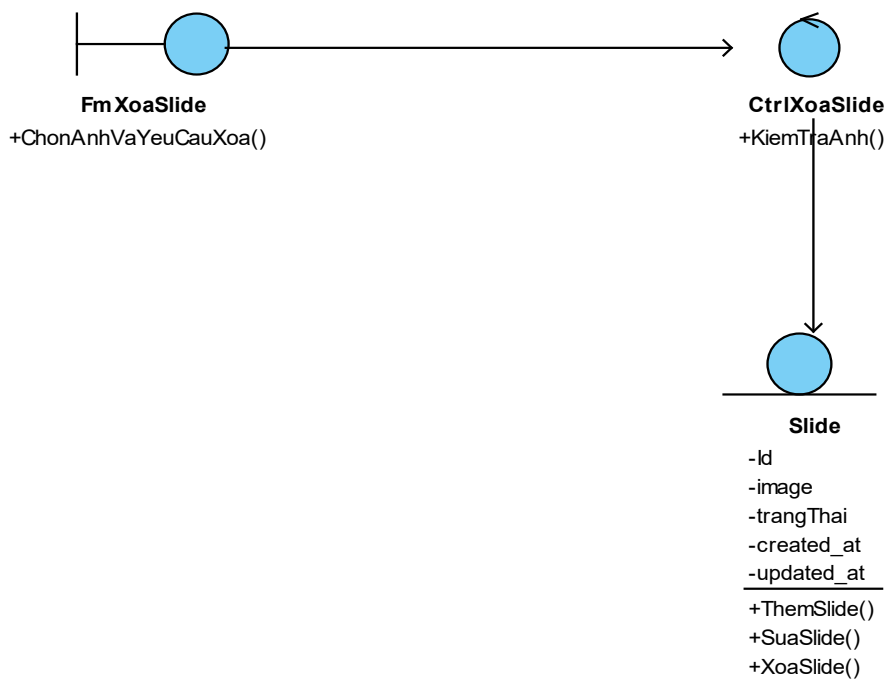 FmXoaSlide
+ChonAnhVaYeuCauXoa()
CtrlXoaSlide
+KiemTraAnh()
Slide
-Id
-image
-trangThai
-created_at
-updated_at
+ThemSlide()
+SuaSlide()
+XoaSlide()